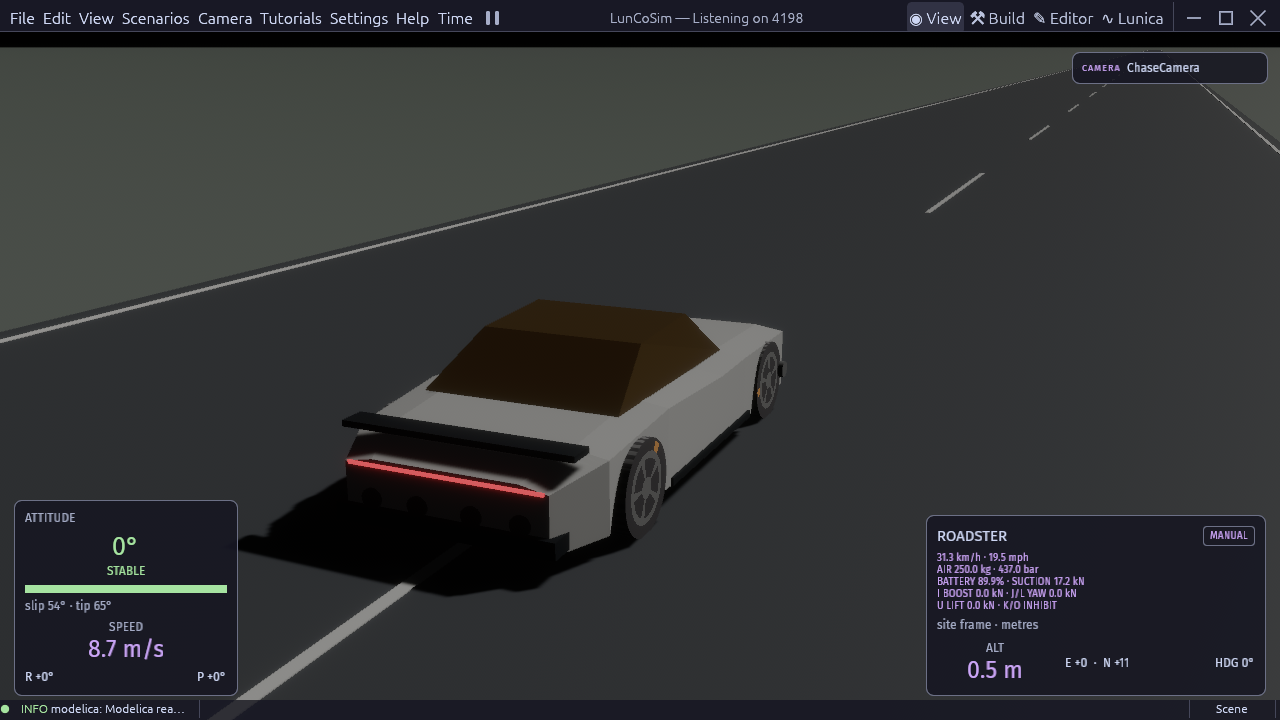 File Edit View Scenarios Camera Tutorials Settings Help Time
LunCoSim — Listening on 4198
View Build Editor Lunica
CAMERA ChaseCamera
ATTITUDE
0°
STABLE
slip 54° · tip 65°
SPEED
8.7 m/s
R +0° P +0°
ROADSTER MANUAL
31.3 km/h · 19.5 mph
AIR 250.0 kg · 437.0 bar
BATTERY 89.9% · SUCTION 17.2 kN
I BOOST 0.0 kN · J/L YAW 0.0 kN
U LIFT 0.0 kN · K/O INHIBIT
site frame · metres
ALT
0.5 m
E +0 · N +11
HDG 0°
INFO modelica: Modelica rea…
Scene